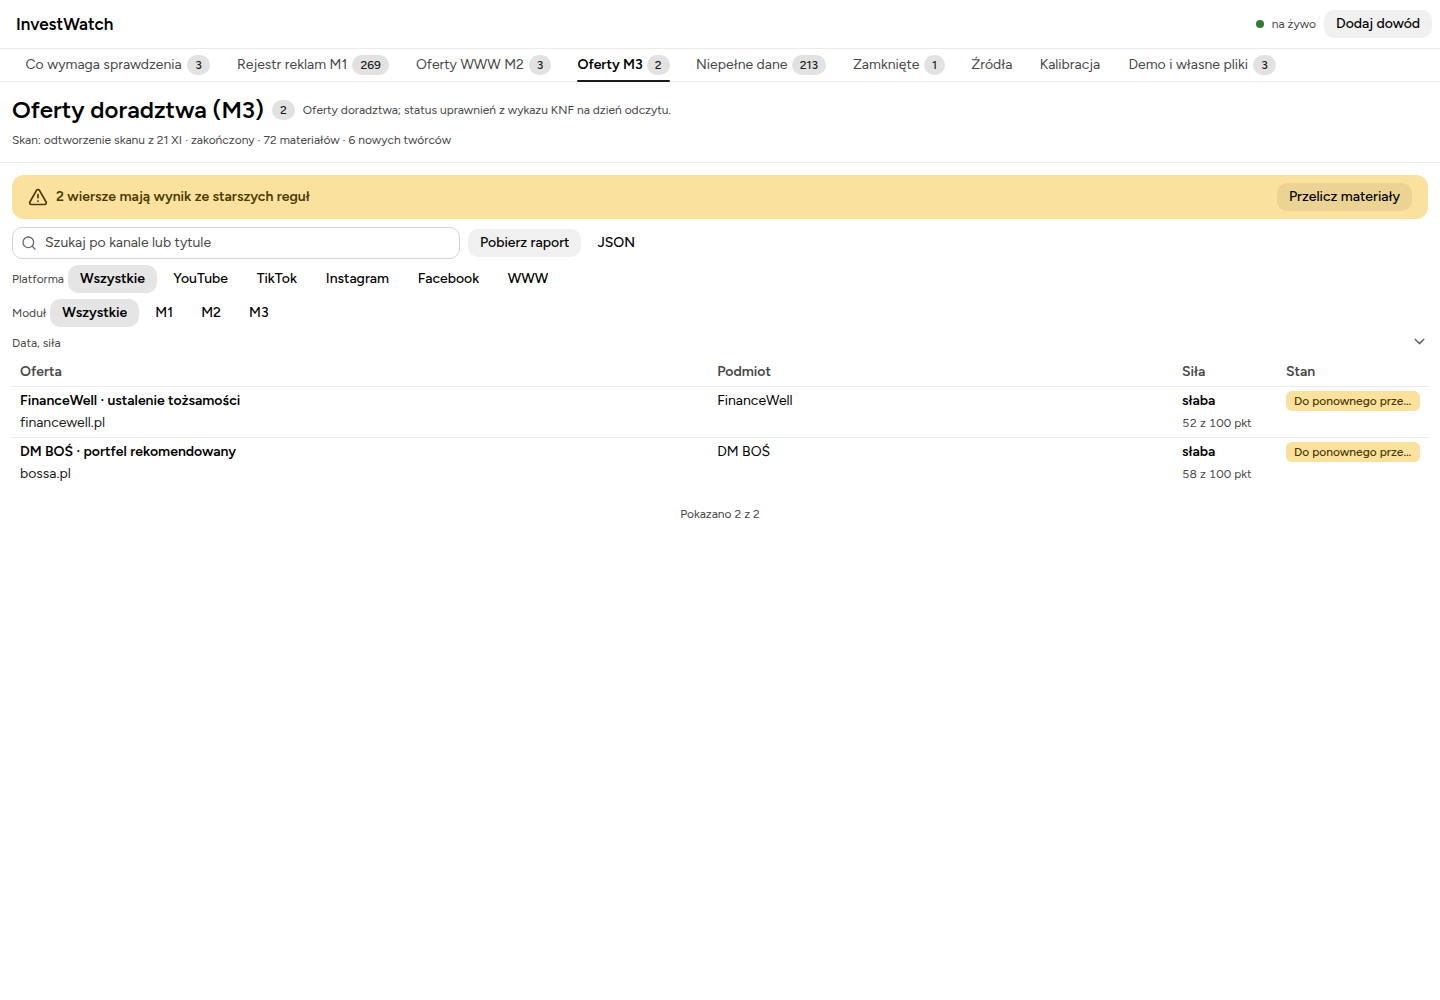 InvestWatch
na żywo
Dodaj dowód
Co wymaga sprawdzenia 3
Rejestr reklam M1 269
Oferty WWW M2 3
Oferty M3 2
Niepełne dane 213
Zamknięte 1
Źródła
Kalibracja
Demo i własne pliki 3
Oferty doradztwa (M3) 2 Oferty doradztwa; status uprawnień z wykazu KNF na dzień odczytu.
Skan: odtworzenie skanu z 21 XI · zakończony · 72 materiałów · 6 nowych twórców
2 wiersze mają wynik ze starszych reguł
Przelicz materiały
Szukaj po kanale lub tytule
Pobierz raport
JSON
Platforma Wszystkie YouTube TikTok Instagram Facebook WWW
Moduł Wszystkie M1 M2 M3
Data, siła
Oferta Podmiot Siła Stan
FinanceWell · ustalenie tożsamości FinanceWell słaba Do ponownego prze...
financewell.pl 52 z 100 pkt
DM BOŚ · portfel rekomendowany DM BOŚ słaba Do ponownego prze...
bossa.pl 58 z 100 pkt
Pokazano 2 z 2